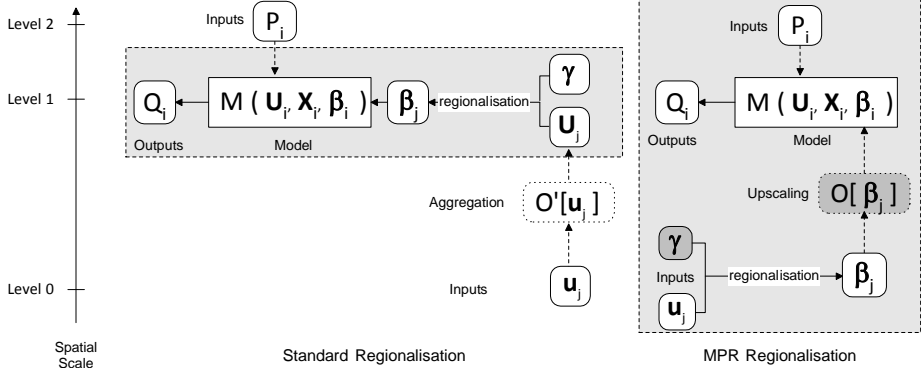 Level 2
Level 1
Level 0
Spatial
Scale
Inputs
P_i
Q_i
M ( U_i, X_i, β_i )
β_j
regionalisation
γ
U_j
Outputs
Model
Aggregation
O'[u_j]
Inputs
u_j
Standard Regionalisation
Inputs
P_i
Q_i
M ( U_i, X_i, β_i )
Outputs
Model
Upscaling
O[ β_j ]
γ
Inputs
regionalisation
β_j
u_j
MPR Regionalisation